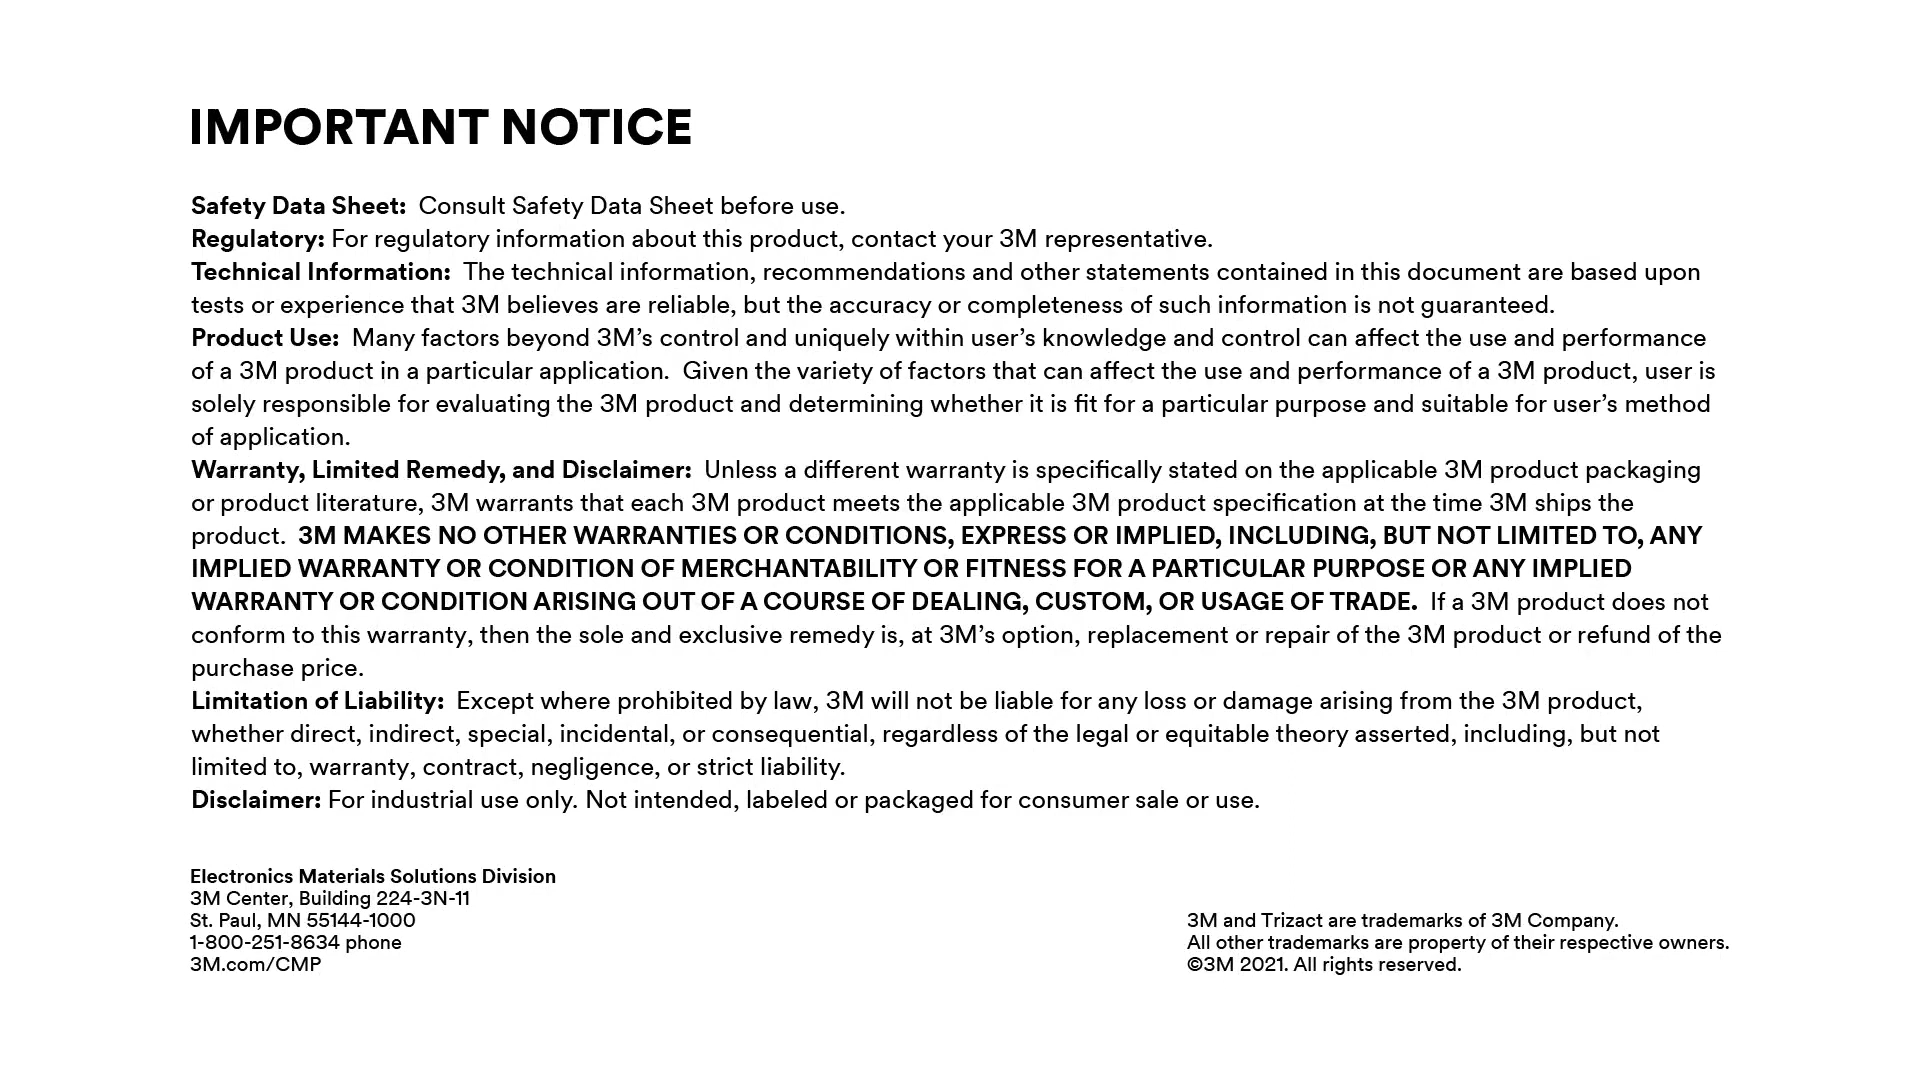 IMPORTANT NOTICE
Safety Data Sheet: Consult Safety Data Sheet before use.
Regulatory: For regulatory information about this product, contact your 3M representative.
Technical Information: The technical information, recommendations and other statements contained in this document are based upon
tests or experience that 3M believes are reliable, but the accuracy or completeness of such information is not guaranteed.
Product Use: Many factors beyond 3M’s control and uniquely within user’s knowledge and control can affect the use and performance
of a 3M product in a particular application. Given the variety of factors that can affect the use and performance of a 3M product, user is
solely responsible for evaluating the 3M product and determining whether it is fit for a particular purpose and suitable for user’s method
of application.
Warranty, Limited Remedy, and Disclaimer: Unless a different warranty is specifically stated on the applicable 3M product packaging
or product literature, 3M warrants that each 3M product meets the applicable 3M product specification at the time 3M ships the
product. 3M MAKES NO OTHER WARRANTIES OR CONDITIONS, EXPRESS OR IMPLIED, INCLUDING, BUT NOT LIMITED TO, ANY
IMPLIED WARRANTY OR CONDITION OF MERCHANTABILITY OR FITNESS FOR A PARTICULAR PURPOSE OR ANY IMPLIED
WARRANTY OR CONDITION ARISING OUT OF A COURSE OF DEALING, CUSTOM, OR USAGE OF TRADE. If a 3M product does not
conform to this warranty, then the sole and exclusive remedy is, at 3M’s option, replacement or repair of the 3M product or refund of the
purchase price.
Limitation of Liability: Except where prohibited by law, 3M will not be liable for any loss or damage arising from the 3M product,
whether direct, indirect, special, incidental, or consequential, regardless of the legal or equitable theory asserted, including, but not
limited to, warranty, contract, negligence, or strict liability.
Disclaimer: For industrial use only. Not intended, labeled or packaged for consumer sale or use.
Electronics Materials Solutions Division
3M Center, Building 224-3N-11
St. Paul, MN 55144-1000
1-800-251-8634 phone
3M.com/CMP
3M and Trizact are trademarks of 3M Company.
All other trademarks are property of their respective owners.
©3M 2021. All rights reserved.